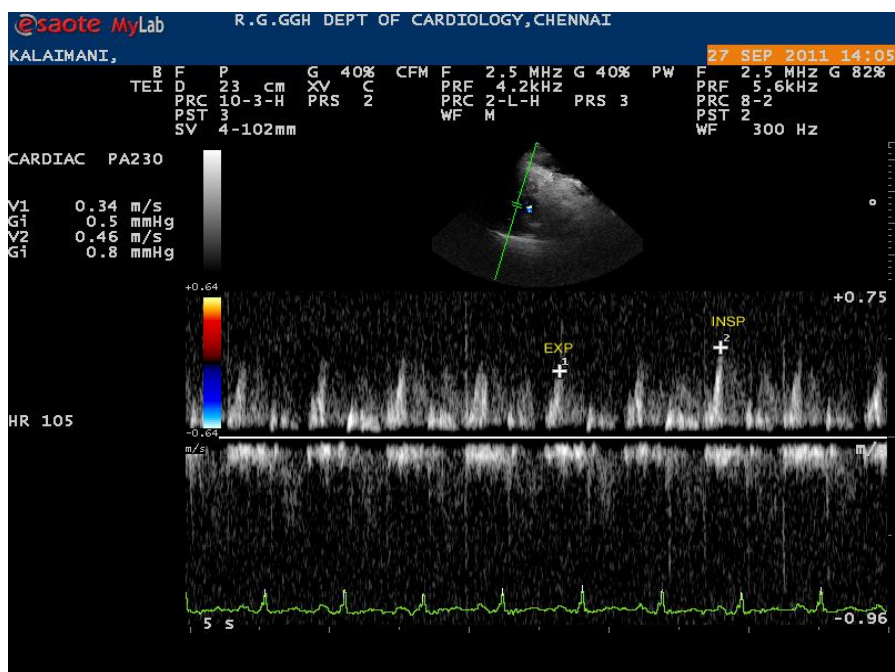 esaote MyLab
R.G.GGH DEPT OF CARDIOLOGY,CHENNAI
KALAIMANI,
27 SEP 2011 14:05
B F P G 40% CFM F 2.5 MHz G 40% PW F 2.5 MHz G 82%
TEI D 23 cm XV C PRF 4.2kHz PRF 5.6kHz
PRC 10-3-H PRS 2 PRC 2-L-H PRS 3 PRC 8-2
PST 3 WF M PST 2
SV 4-102mm WF 300 Hz
CARDIAC PA230
V1 0.34 m/s
Gi 0.5 mmHg
V2 0.46 m/s
Gi 0.8 mmHg
+0.64
+0.75
INSP
2
EXP
1
HR 105
-0.64
m/s
m/s
5 s
-0.96